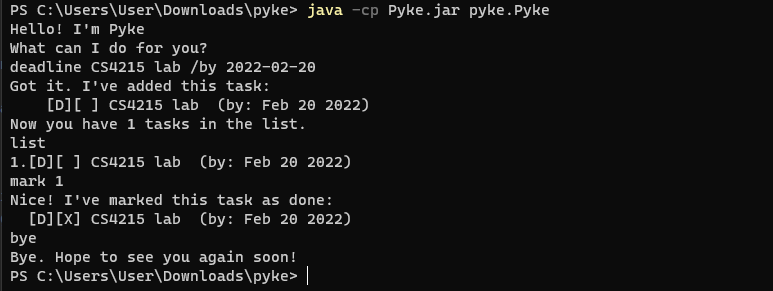 PS C:\Users\User\Downloads\pyke> java -cp Pyke.jar pyke.Pyke
Hello! I'm Pyke
What can I do for you?
deadline CS4215 lab /by 2022-02-20
Got it. I've added this task:
    [D][ ] CS4215 lab  (by: Feb 20 2022)
Now you have 1 tasks in the list.
list
1.[D][ ] CS4215 lab  (by: Feb 20 2022)
mark 1
Nice! I've marked this task as done:
  [D][X] CS4215 lab  (by: Feb 20 2022)
bye
Bye. Hope to see you again soon!
PS C:\Users\User\Downloads\pyke>